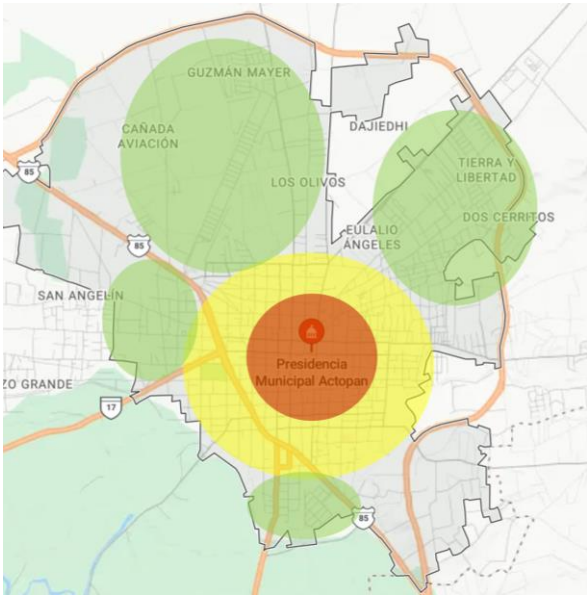 GUZMÁN MAYER
CAÑADA
AVIACIÓN
DAJIEDHI
TIERRA Y
LIBERTAD
LOS OLIVOS
DOS CERRITOS
EULALIO
ÁNGELES
85
85
SAN ANGELÍN
Presidencia
Municipal Actopan
ZO GRANDE
17
85